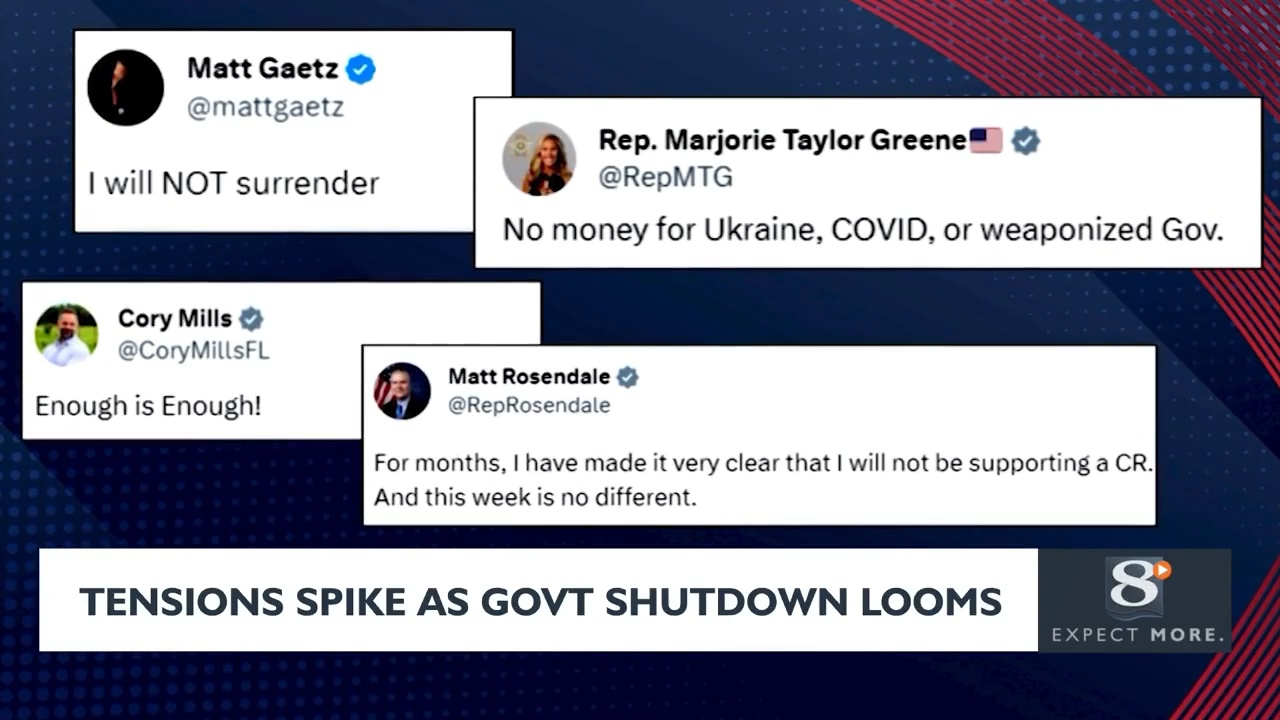 Matt Gaetz
@mattgaetz
I will NOT surrender
Rep. Marjorie Taylor Greene🇺🇸
@RepMTG
No money for Ukraine, COVID, or weaponized Gov.
Cory Mills
@CoryMillsFL
Enough is Enough!
Matt Rosendale
@RepRosendale
For months, I have made it very clear that I will not be supporting a CR.
And this week is no different.
TENSIONS SPIKE AS GOVT SHUTDOWN LOOMS
8
EXPECT MORE.